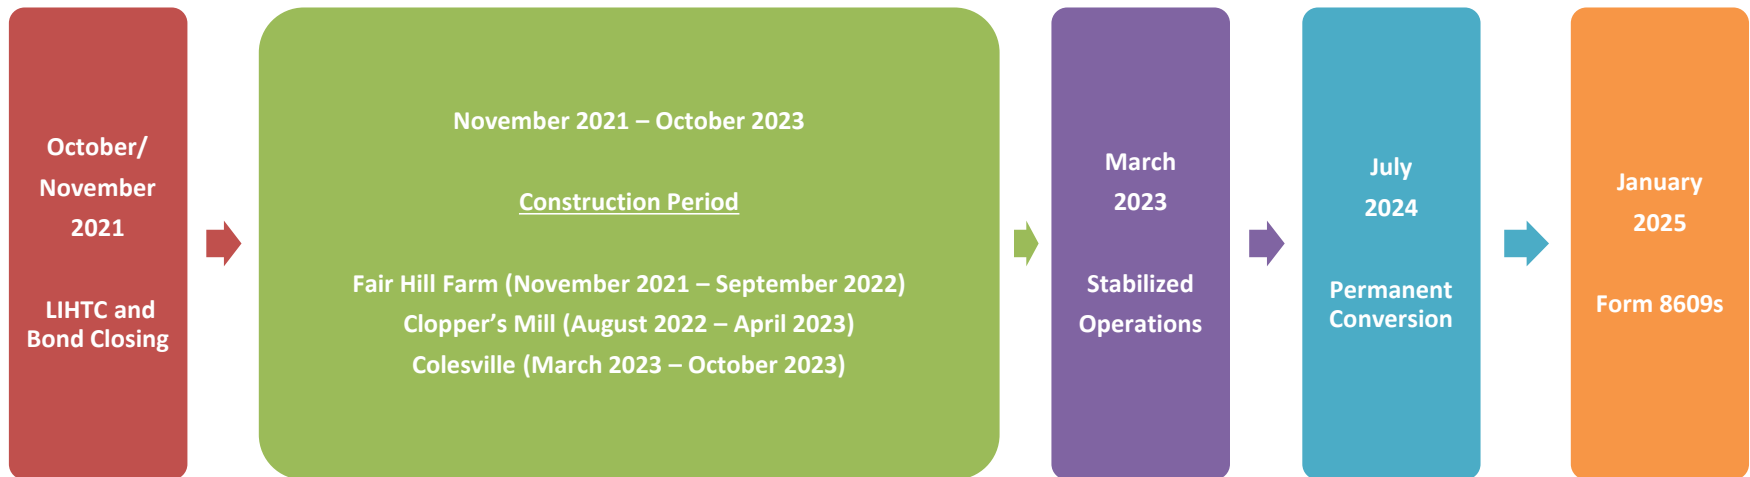 October/
November
2021
LIHTC and
Bond Closing
November 2021 – October 2023
Construction Period
Fair Hill Farm (November 2021 – September 2022)
Clopper’s Mill (August 2022 – April 2023)
Colesville (March 2023 – October 2023)
March
2023
Stabilized
Operations
July
2024
Permanent
Conversion
January
2025
Form 8609s